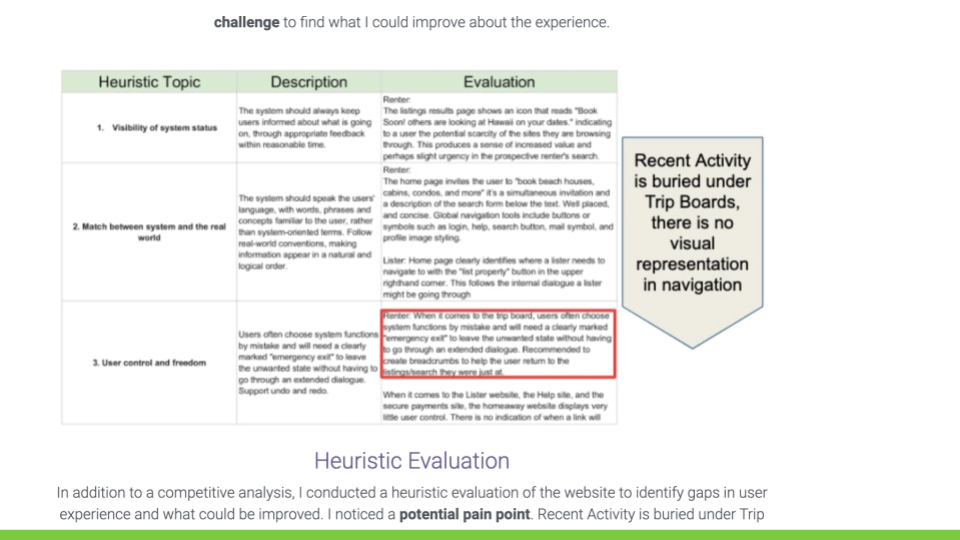 challenge to find what I could improve about the experience.
Heuristic Topic
Description
Evaluation
1. Visibility of system status
The system should always keep
users informed about what is going
on, through appropriate feedback
within reasonable time.
Renter:
The listings results page shows an icon that reads "Book
Soon! others are looking at Hawaii on your dates." indicating
to a user the potential scarcity of the sites they are browsing
through. This produces a sense of increased value and
perhaps slight urgency in the prospective renter's search.
2. Match between system and the real
world
The system should speak the users'
language, with words, phrases and
concepts familiar to the user, rather
than system-oriented terms. Follow
real-world conventions, making
information appear in a natural and
logical order.
Renter:
The home page invites the user to "book beach houses,
cabins, condos, and more" it's a simultaneous invitation and
a description of the search form below the text. Well placed,
and concise. Global navigation tools include buttons or
symbols such as login, help, search button, mail symbol, and
profile image styling.
Lister: Home page clearly identifies where a lister needs to
navigate to with the "list property" button in the upper
righthand corner. This follows the internal dialogue a lister
might be going through
3. User control and freedom
Users often choose system functions
by mistake and will need a clearly
marked "emergency exit" to leave
the unwanted state without having to
go through an extended dialogue.
Support undo and redo.
Renter: When it comes to the trip board, users often choose
system functions by mistake and will need a clearly marked
"emergency exit" to leave the unwanted state without having
to go through an extended dialogue. Recommended to
create breadcrumbs to help the user return to the
listings/search they were just at.
When it comes to the Lister website, the Help site, and the
secure payments site, the homeaway website displays very
little user control. There is no indication of when a link will
Recent Activity
is buried under
Trip Boards,
there is no
visual
representation
in navigation
Heuristic Evaluation
In addition to a competitive analysis, I conducted a heuristic evaluation of the website to identify gaps in user
experience and what could be improved. I noticed a potential pain point. Recent Activity is buried under Trip